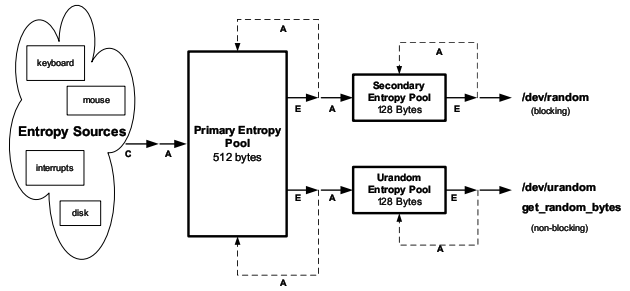 keyboard
mouse
Entropy Sources
interrupts
disk
C
A
Primary Entropy
Pool
512 bytes
A
E
A
Secondary
Entropy Pool
128 Bytes
A
E
/dev/random
(blocking)
E
A
A
Urandom
Entropy Pool
128 Bytes
E
A
/dev/urandom
get_random_bytes
(non-blocking)